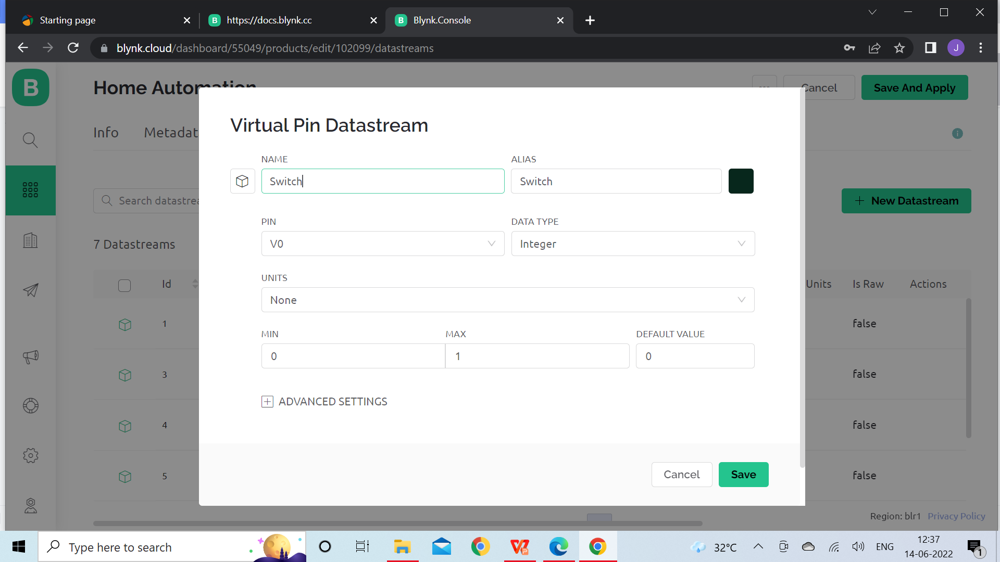 Starting page
https://docs.blynk.cc
Blynk.Console
blynk.cloud/dashboard/55049/products/edit/102099/datastreams
J
B
Home Automation
Cancel
Save And Apply
Info
Metadat
Virtual Pin Datastream
NAME
ALIAS
Switch
Switch
Search datastrea
New Datastream
PIN
DATA TYPE
V0
Integer
7 Datastreams
UNITS
None
Id
Units
Is Raw
Actions
MIN
MAX
DEFAULT VALUE
0
1
0
1
false
3
false
4
false
5
false
ADVANCED SETTINGS
Cancel
Save
Region: blr1
Privacy Policy
Type here to search
32°C
ENG
12:37
14-06-2022
1